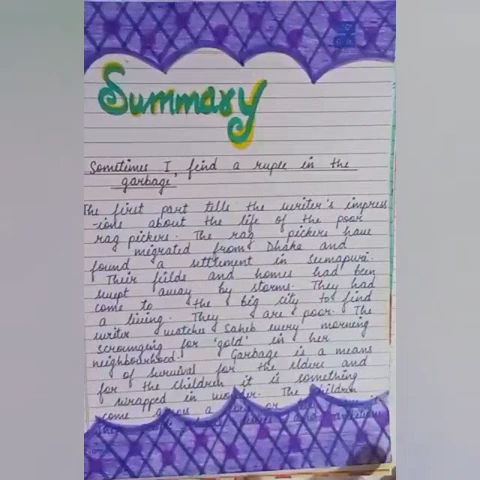 Summary
Sometimes I find a rupee in the
garbage,
The first part tells the writer's impress
-ions about the life of the poor
rag pickers. The rag pickers have
migrated from Dhaka and
found a settlement in Seemapuri.
Their fields and homes had been
swept away by storms. They had
come to the big city to find
a living. They are poor. The
writer watches Saheb every morning
scrounging for 'gold' in her
neighbourhood. Garbage is a means
of survival for the elders and
for the children it is something
wrapped in wonder. The children
come across a